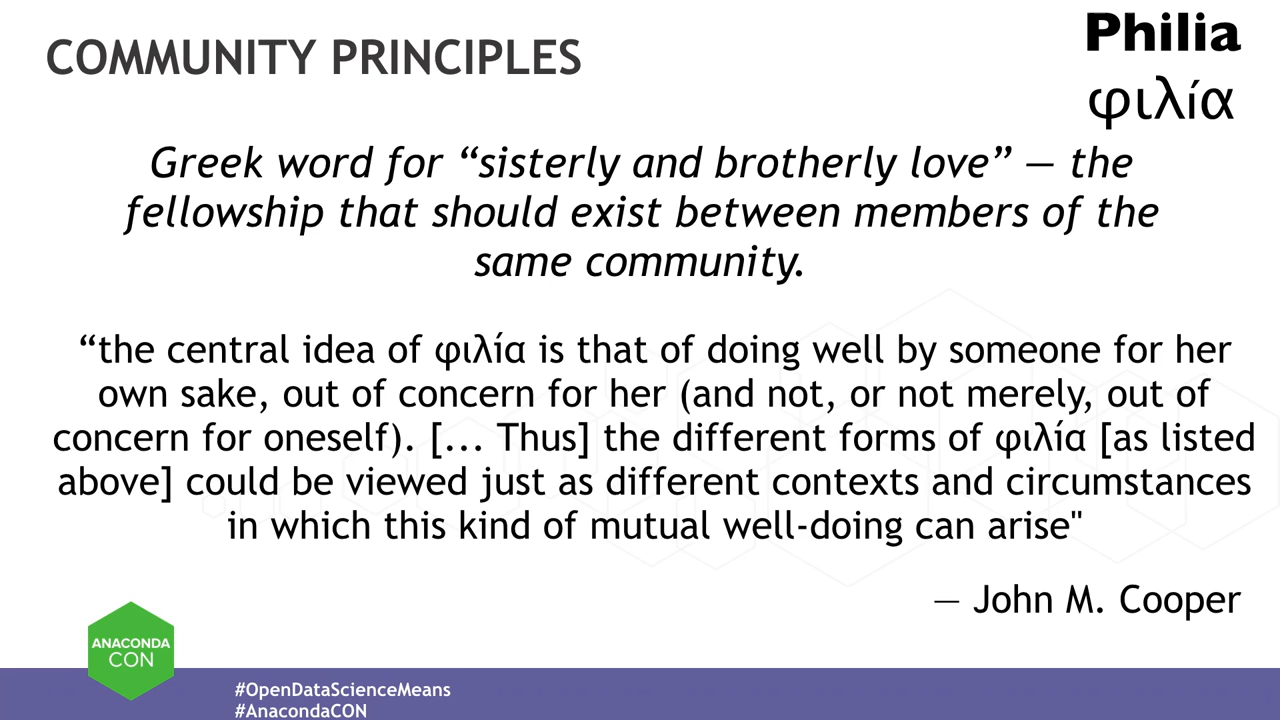 COMMUNITY PRINCIPLES
Philia
φιλία
Greek word for “sisterly and brotherly love” — the
fellowship that should exist between members of the
same community.
“the central idea of φιλία is that of doing well by someone for her
own sake, out of concern for her (and not, or not merely, out of
concern for oneself). [... Thus] the different forms of φιλία [as listed
above] could be viewed just as different contexts and circumstances
in which this kind of mutual well-doing can arise"
— John M. Cooper
ANACONDA
CON
#OpenDataScienceMeans
#AnacondaCON